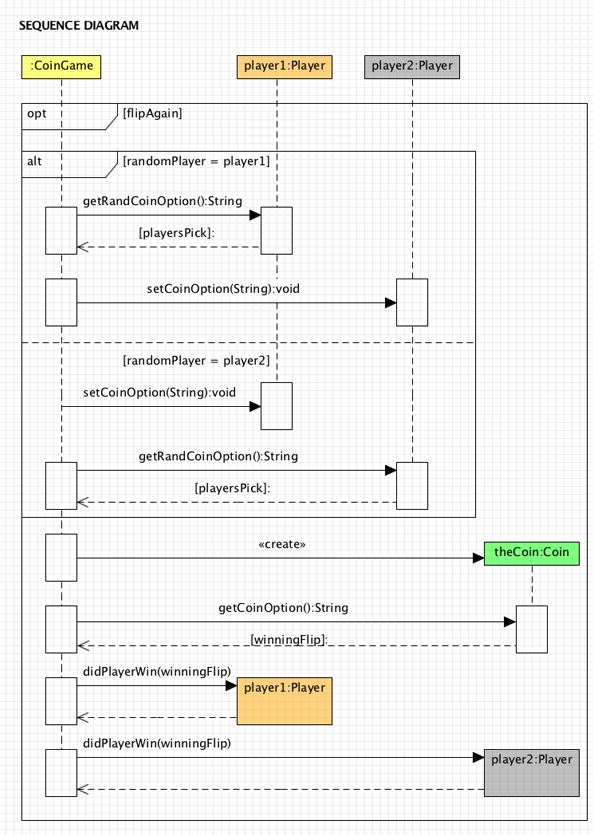 SEQUENCE DIAGRAM
:CoinGame
player1:Player
player2:Player
opt
[flipAgain]
alt
[randomPlayer = player1]
getRandCoinOption():String
[playersPick]:
setCoinOption(String):void
[randomPlayer = player2]
setCoinOption(String):void
getRandCoinOption():String
[playersPick]:
«create»
theCoin:Coin
getCoinOption():String
[winningFlip]:
didPlayerWin(winningFlip)
player1:Player
didPlayerWin(winningFlip)
player2:Player